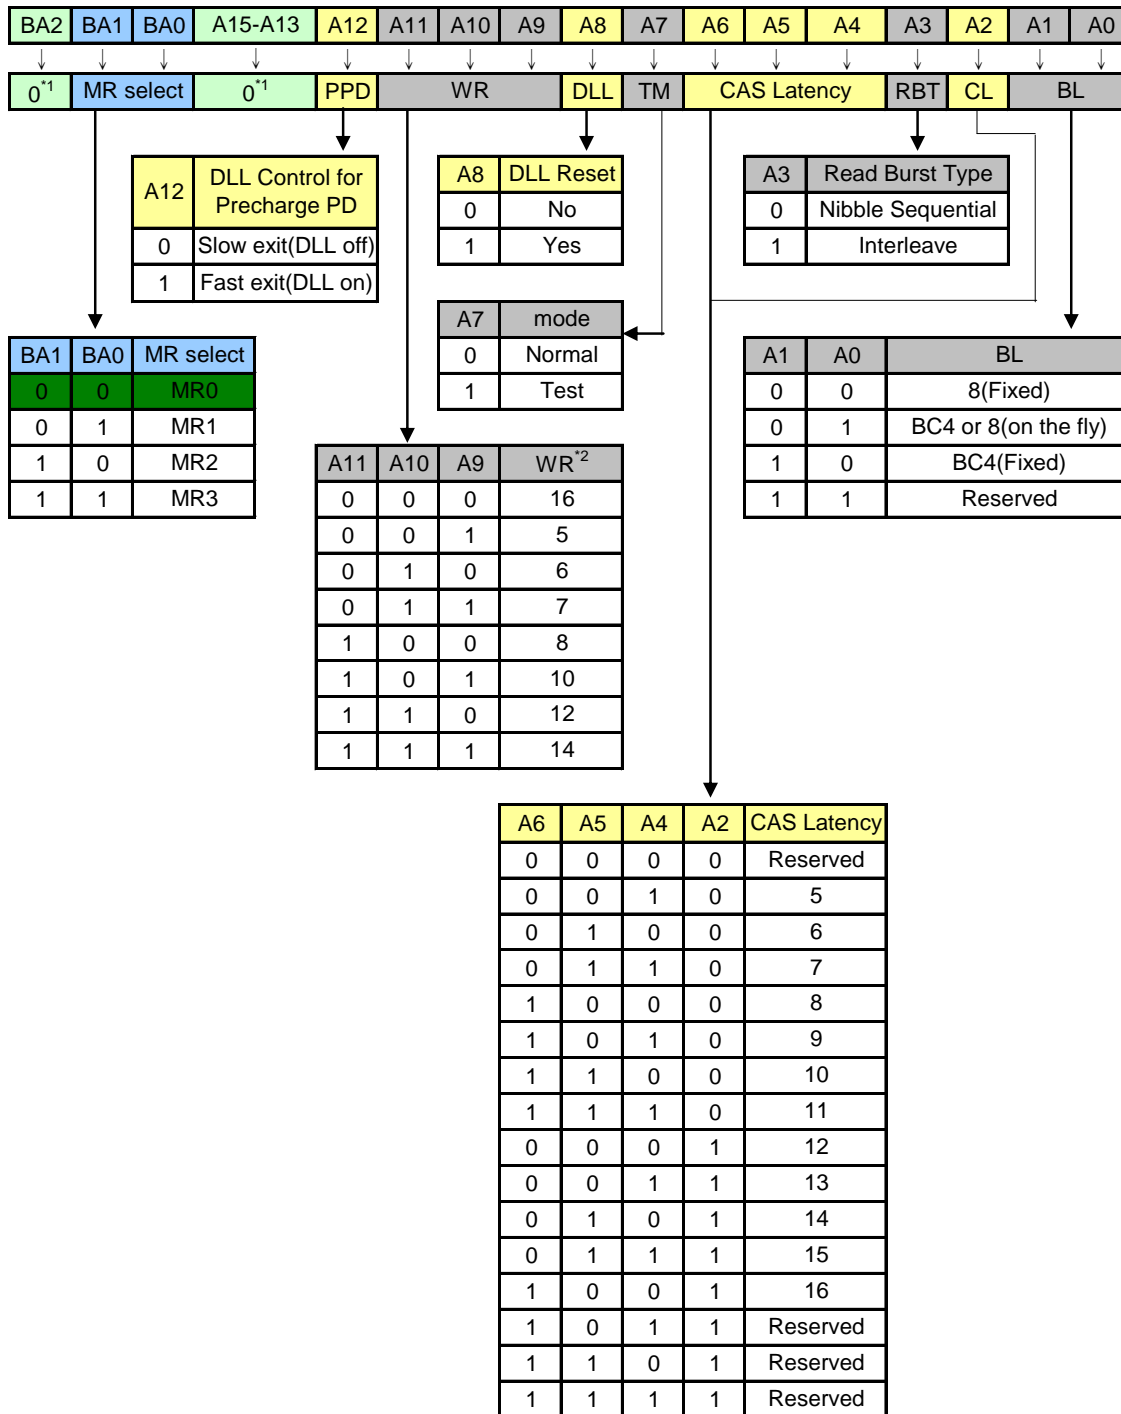 BA2 BA1 BA0 A15-A13 A12 A11 A10 A9 A8 A7 A6 A5 A4 A3 A2 A1 A0
0*1 MR select 0*1 PPD WR DLL TM CAS Latency RBT CL BL
A12 DLL Control for Precharge PD
0 Slow exit(DLL off)
1 Fast exit(DLL on)
A8 DLL Reset
0 No
1 Yes
A3 Read Burst Type
0 Nibble Sequential
1 Interleave
A7 mode
0 Normal
1 Test
BA1 BA0 MR select
0 0 MR0
0 1 MR1
1 0 MR2
1 1 MR3
A1 A0 BL
0 0 8(Fixed)
0 1 BC4 or 8(on the fly)
1 0 BC4(Fixed)
1 1 Reserved
A11 A10 A9 WR*2
0 0 0 16
0 0 1 5
0 1 0 6
0 1 1 7
1 0 0 8
1 0 1 10
1 1 0 12
1 1 1 14
A6 A5 A4 A2 CAS Latency
0 0 0 0 Reserved
0 0 1 0 5
0 1 0 0 6
0 1 1 0 7
1 0 0 0 8
1 0 1 0 9
1 1 0 0 10
1 1 1 0 11
0 0 0 1 12
0 0 1 1 13
0 1 0 1 14
0 1 1 1 15
1 0 0 1 16
1 0 1 1 Reserved
1 1 0 1 Reserved
1 1 1 1 Reserved